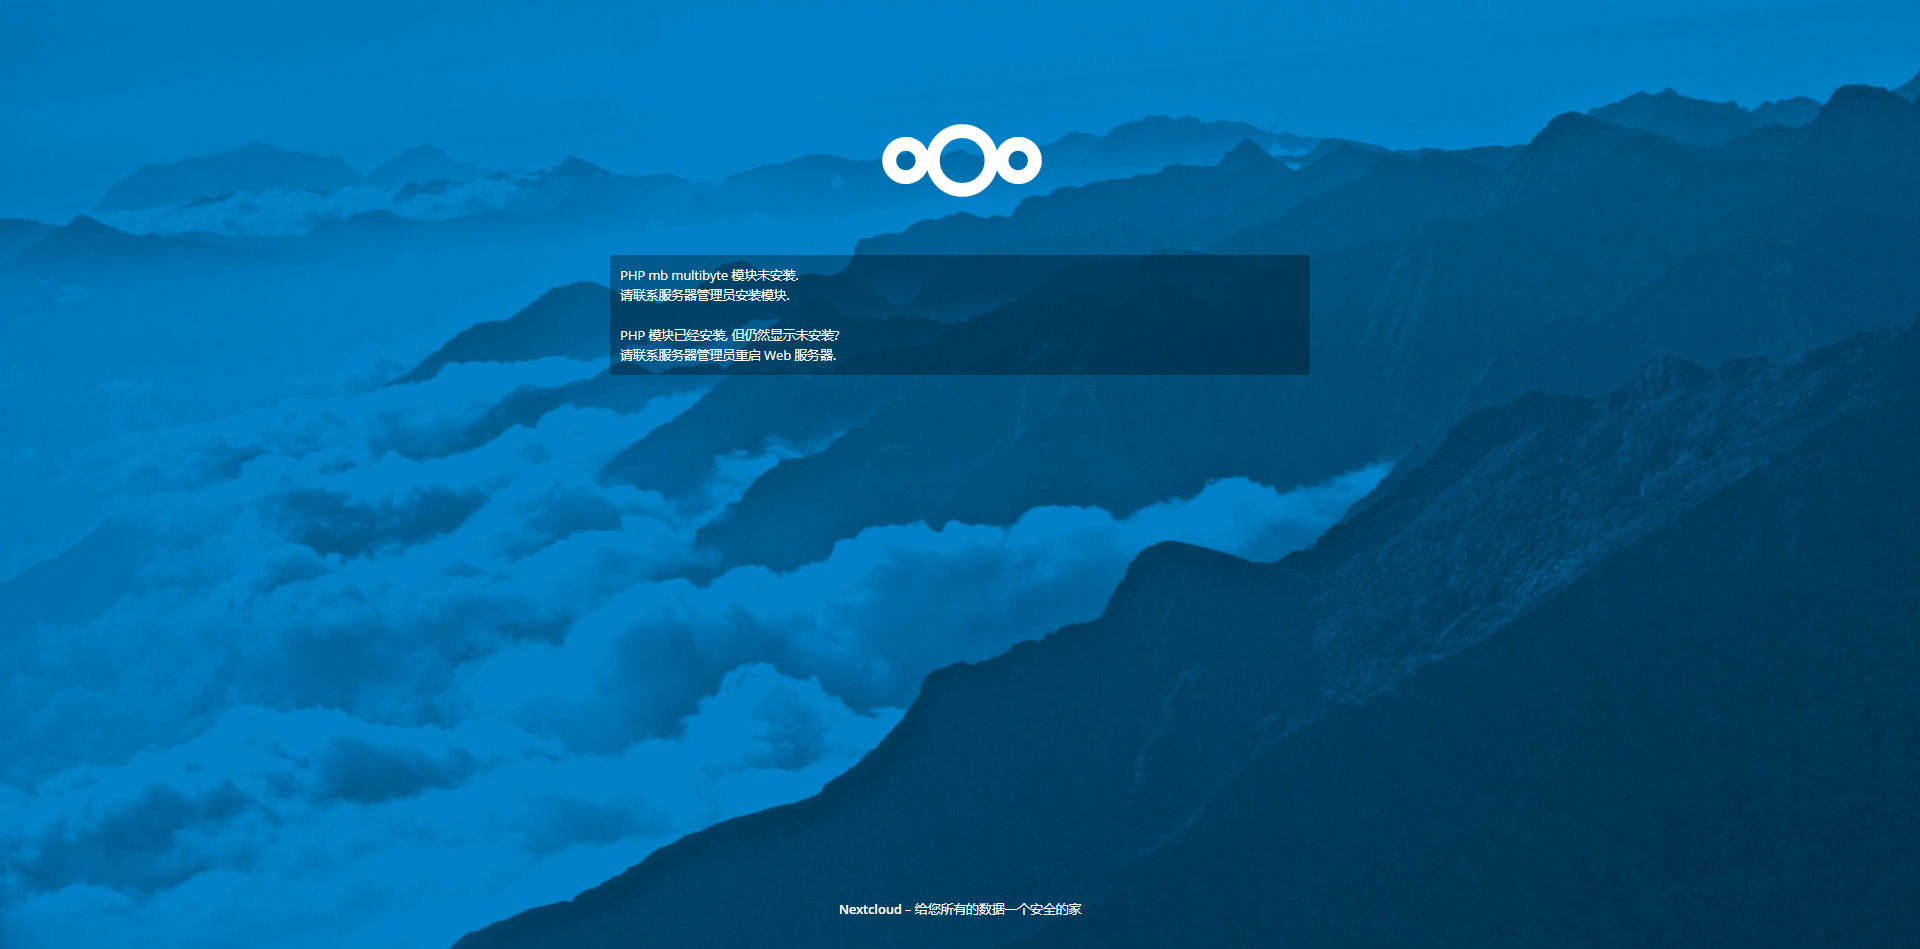 PHP mb multibyte 模块未安装.
请联系服务器管理员安装模块.
PHP 模块已经安装, 但仍然显示未安装?
请联系服务器管理员重启 Web 服务器.
Nextcloud – 给您所有的数据一个安全的家